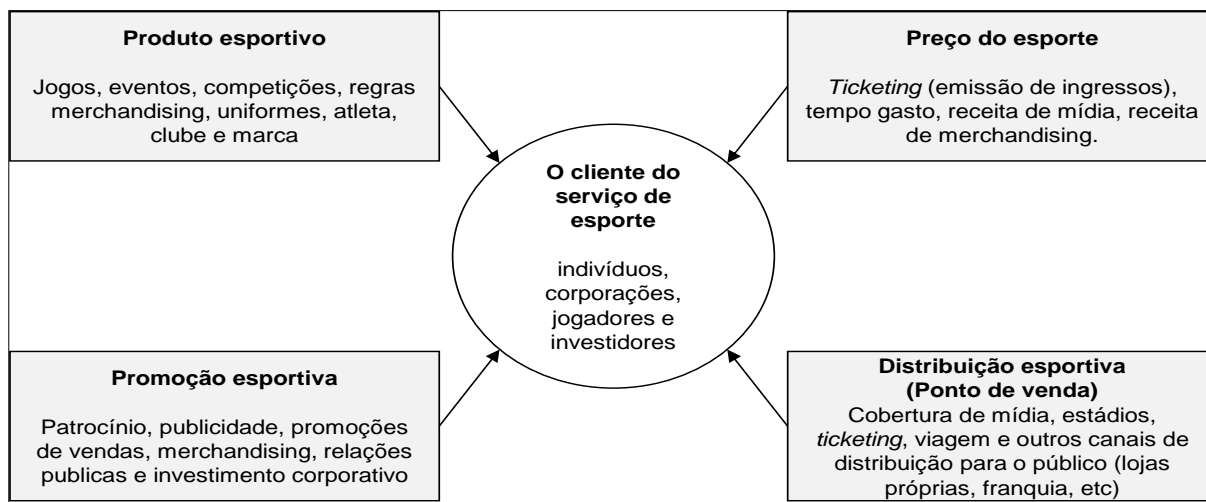 Produto esportivo
Jogos, eventos, competições, regras
merchandising, uniformes, atleta,
clube e marca
Preço do esporte
Ticketing (emissão de ingressos),
tempo gasto, receita de mídia, receita
de merchandising.
O cliente do
serviço de
esporte
indivíduos,
corporações,
jogadores e
investidores
Promoção esportiva
Patrocínio, publicidade, promoções
de vendas, merchandising, relações
publicas e investimento corporativo
Distribuição esportiva
(Ponto de venda)
Cobertura de mídia, estádios,
ticketing, viagem e outros canais de
distribuição para o público (lojas
próprias, franquia, etc)